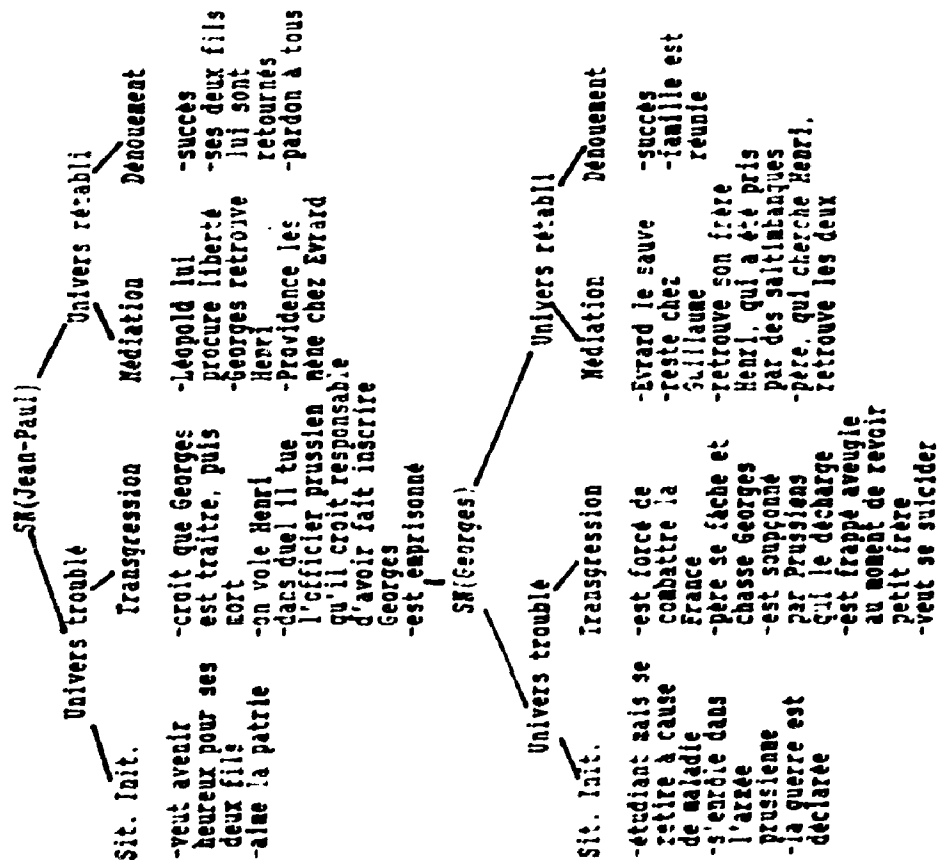 SN(Jean-Paul)
Univers trouble
Univers rétabli
Sit. Init.
Transgression
Médiation
Dénouement
-veut avenir
heureux pour ses
deux fils
-aime la patrie
-croit que Georges
est traitre, puis
mort
-on vole Henri
-dans duel il tue
l'officier prussien
qu'il croit responsable
d'avoir fait inscrire
Georges
-est emprisonné
-Léopold lui
procure liberté
-Georges retrouve
Henri
-Providence les
mène chez Evrard
-succès
-ses deux fils
lui sont
retournés
-pardon à tous
SN(Georges)
Univers trouble
Univers rétabli
Sit. Init.
Transgression
Médiation
Dénouement
-étudiant mais se
retire à cause
de maladie
-s'enrôle dans
l'armée
prussienne
-la guerre est
déclarée
-est forcé de
combattre la
France
-père se fâche et
chasse Georges
-est soupçonné
par Prussiens
qui le décharge
-est frappé aveugle
au moment de revoir
petit frère
-veut se suicider
-Evrard le sauve
-reste chez
Guillaume
-retrouve son frère
Henri, qui a été pris
par des saltimbanques
-père, qui cherche Henri,
retrouve les deux
-succès
-famille est
réunie